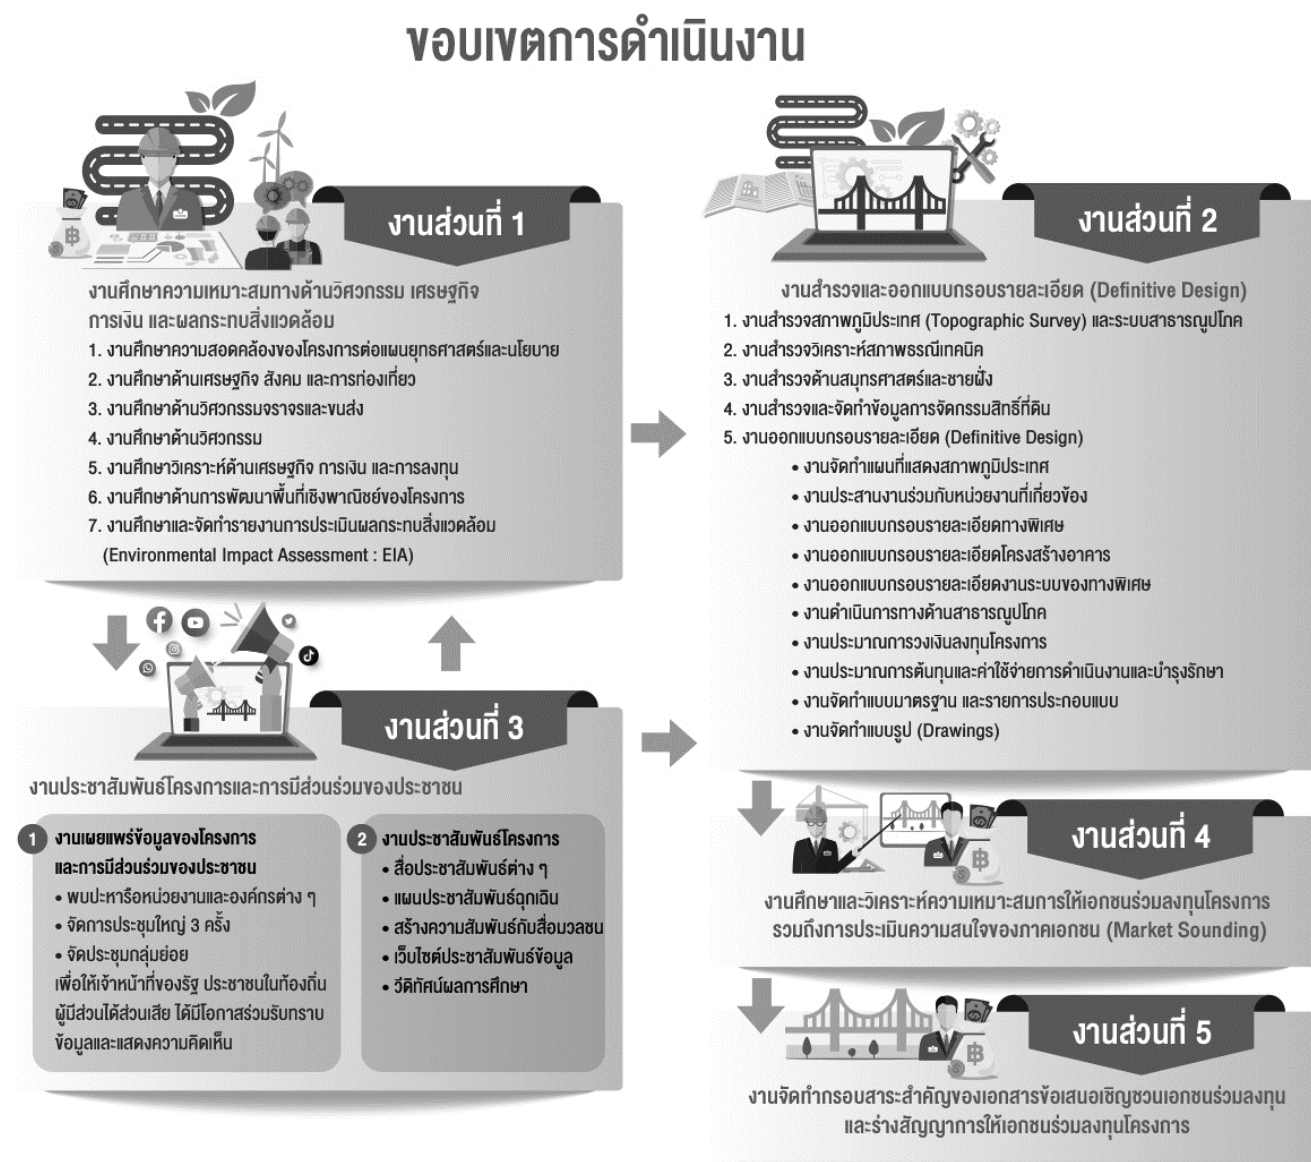 ขอบเขตการดำเนินงาน
งานส่วนที่ 1
งานศึกษาความเหมาะสมทางด้านวิศวกรรม เศรษฐกิจ
การเงิน และผลกระทบสิ่งแวดล้อม
1. งานศึกษาความสอดคล้องของโครงการต่อแผนยุทธศาสตร์และนโยบาย
2. งานศึกษาด้านเศรษฐกิจ สังคม และการท่องเที่ยว
3. งานศึกษาด้านวิศวกรรมจราจรและขนส่ง
4. งานศึกษาด้านวิศวกรรม
5. งานศึกษาวิเคราะห์ด้านเศรษฐกิจ การเงิน และการลงทุน
6. งานศึกษาด้านการพัฒนาพื้นที่เชิงพาณิชย์ของโครงการ
7. งานศึกษาและจัดทำรายงานการประเมินผลกระทบสิ่งแวดล้อม
(Environmental Impact Assessment : EIA)
งานส่วนที่ 2
งานสำรวจและออกแบบกรอบรายละเอียด (Definitive Design)
1. งานสำรวจสภาพภูมิประเทศ (Topographic Survey) และระบบสาธารณูปโภค
2. งานสำรวจวิเคราะห์สภาพธรณีเทคนิค
3. งานสำรวจด้านสมุทรศาสตร์และชายฝั่ง
4. งานสำรวจและจัดทำข้อมูลการจัดกรรมสิทธิ์ที่ดิน
5. งานออกแบบกรอบรายละเอียด (Definitive Design)
• งานจัดทำแผนที่แสดงสภาพภูมิประเทศ
• งานประสานงานร่วมกับหน่วยงานที่เกี่ยวข้อง
• งานออกแบบกรอบรายละเอียดทางพิเศษ
• งานออกแบบกรอบรายละเอียดโครงสร้างอาคาร
• งานออกแบบกรอบรายละเอียดงานระบบของทางพิเศษ
• งานดำเนินการทางด้านสาธารณูปโภค
• งานประมาณการวงเงินลงทุนโครงการ
• งานประมาณการต้นทุนและค่าใช้จ่ายการดำเนินงานและบำรุงรักษา
• งานจัดทำแบบมาตรฐาน และรายการประกอบแบบ
• งานจัดทำแบบรูป (Drawings)
งานส่วนที่ 3
งานประชาสัมพันธ์โครงการและการมีส่วนร่วมของประชาชน
1 งานเผยแพร่ข้อมูลของโครงการ
และการมีส่วนร่วมของประชาชน
• พบปะหารือหน่วยงานและองค์กรต่าง ๆ
• จัดการประชุมใหญ่ 3 ครั้ง
• จัดประชุมกลุ่มย่อย
เพื่อให้เจ้าหน้าที่ของรัฐ ประชาชนในท้องถิ่น
ผู้มีส่วนได้ส่วนเสีย ได้มีโอกาสร่วมรับทราบ
ข้อมูลและแสดงความคิดเห็น
2 งานประชาสัมพันธ์โครงการ
• สื่อประชาสัมพันธ์ต่าง ๆ
• แผนประชาสัมพันธ์ฉุกเฉิน
• สร้างความสัมพันธ์กับสื่อมวลชน
• เว็บไซต์ประชาสัมพันธ์ข้อมูล
• วีดิทัศน์ผลการศึกษา
งานส่วนที่ 4
งานศึกษาและวิเคราะห์ความเหมาะสมการให้เอกชนร่วมลงทุนโครงการ
รวมถึงการประเมินความสนใจของภาคเอกชน (Market Sounding)
งานส่วนที่ 5
งานจัดทำกรอบสาระสำคัญของเอกสารข้อเสนอเชิญชวนเอกชนร่วมลงทุน
และร่างสัญญาการให้เอกชนร่วมลงทุนโครงการ